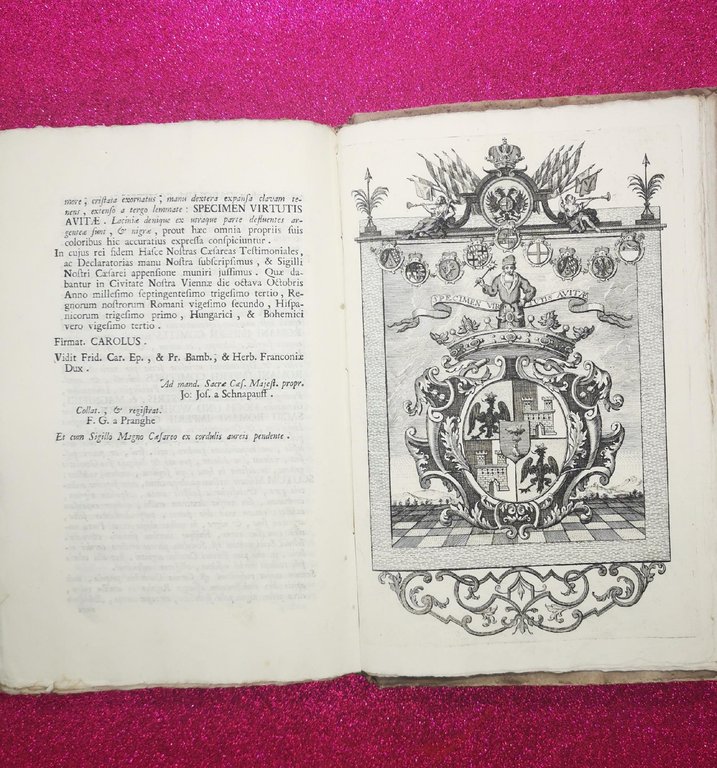 more, cristata exornatus; manu dextera expansa clavam te-
nens, extenso a tergo lemmate: SPECIMEN VIRTUTIS
AVITÆ. Laciniæ denique ex utraque parte defluentes ar-
genteæ sunt, & nigræ, prout hæc omnia propriis suis
coloribus hic accuratius expressa conspiciuntur.
In cujus rei fidem Hasce Nostras Cæsareas Testimoniales,
ac Declaratorias manu Nostra subscripsimus, & Sigilli
Nostri Cæsarei appensione muniri jussimus. Quæ da-
bantur in Civitate Nostra Viennæ die octava Octobris
Anno millesimo septringentesimo trigesimo tertio, Re-
gnorum nostrorum Romani vigesimo secundo, Hispa-
nicorum trigesimo primo, Hungarici, & Bohemici
vero vigesimo tertio.
Firmat. CAROLUS.
Vidit Frid. Car. Ep., & Pr. Bamb., & Herb. Franconiæ
Dux.
Ad mand. Sacræ Cæs. Majest. propr.
Jo: Jos. a Schnapauff.
Collat., & registrat.
F. G. a Pranghe
Et cum Sigillo Magno Cæsareo ex cordulis aureis pendente.
SPECIMEN VIR TUTIS AVITÆ